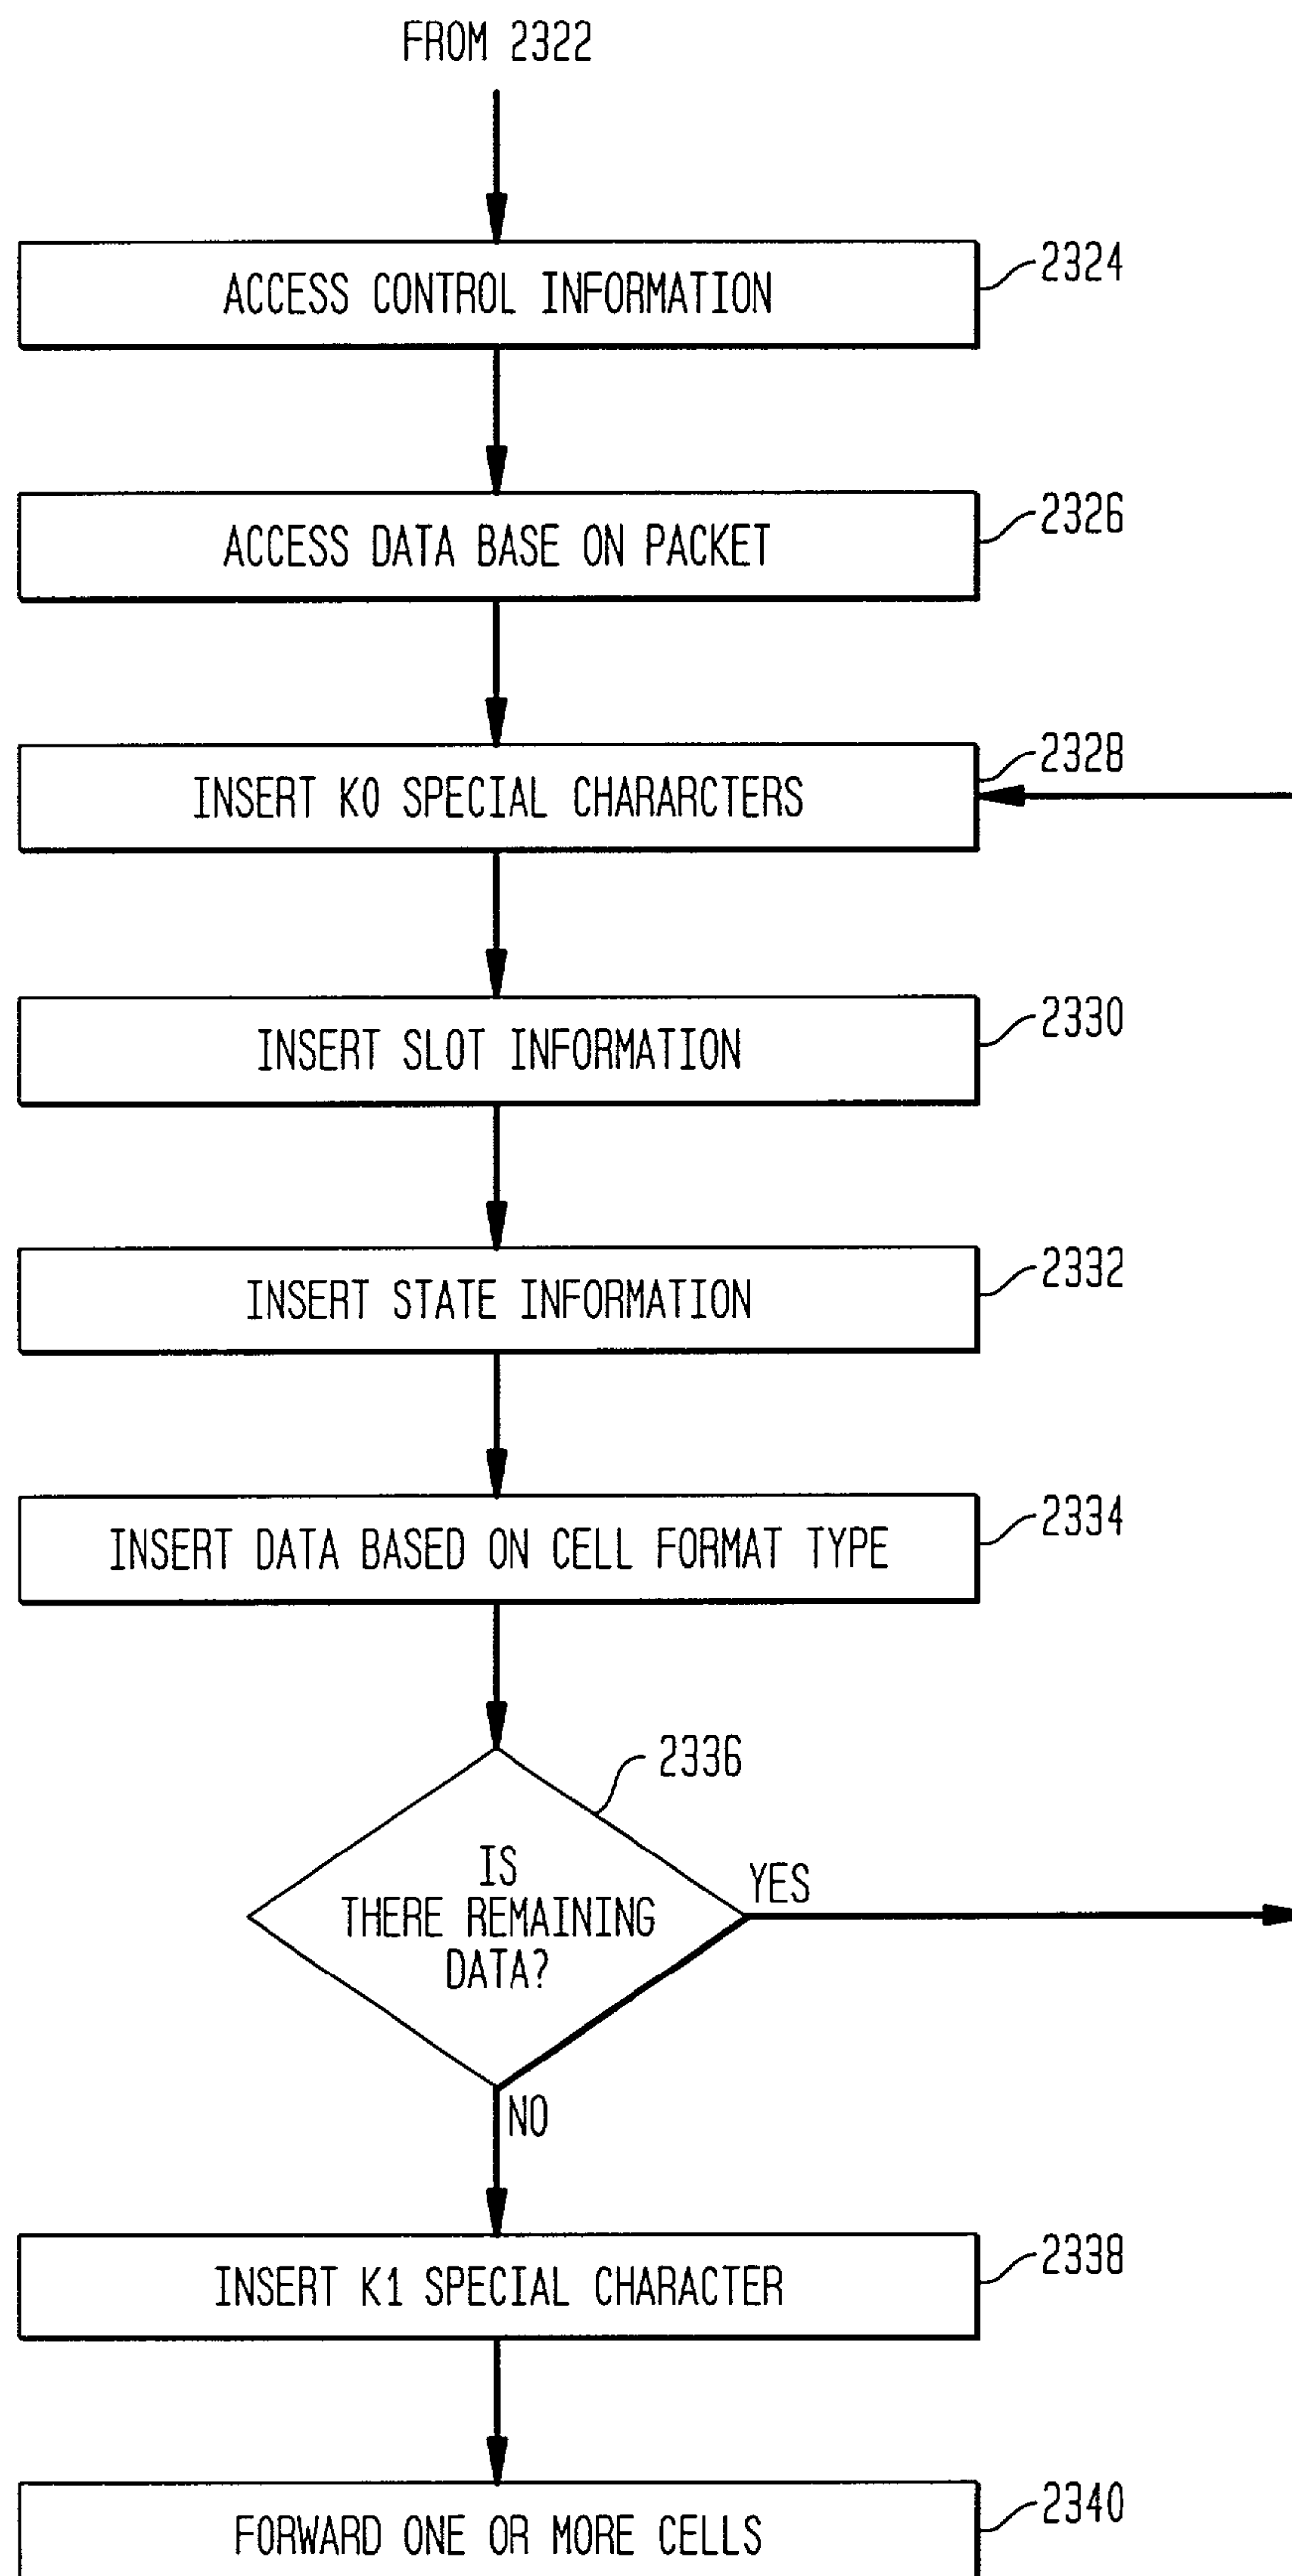 FROM 2322
ACCESS CONTROL INFORMATION
2324
ACCESS DATA BASE ON PACKET
2326
INSERT K0 SPECIAL CHARARCTERS
2328
INSERT SLOT INFORMATION
2330
INSERT STATE INFORMATION
2332
INSERT DATA BASED ON CELL FORMAT TYPE
2334
2336
IS
THERE REMAINING
DATA?
YES
NO
INSERT K1 SPECIAL CHARACTER
2338
FORWARD ONE OR MORE CELLS
2340